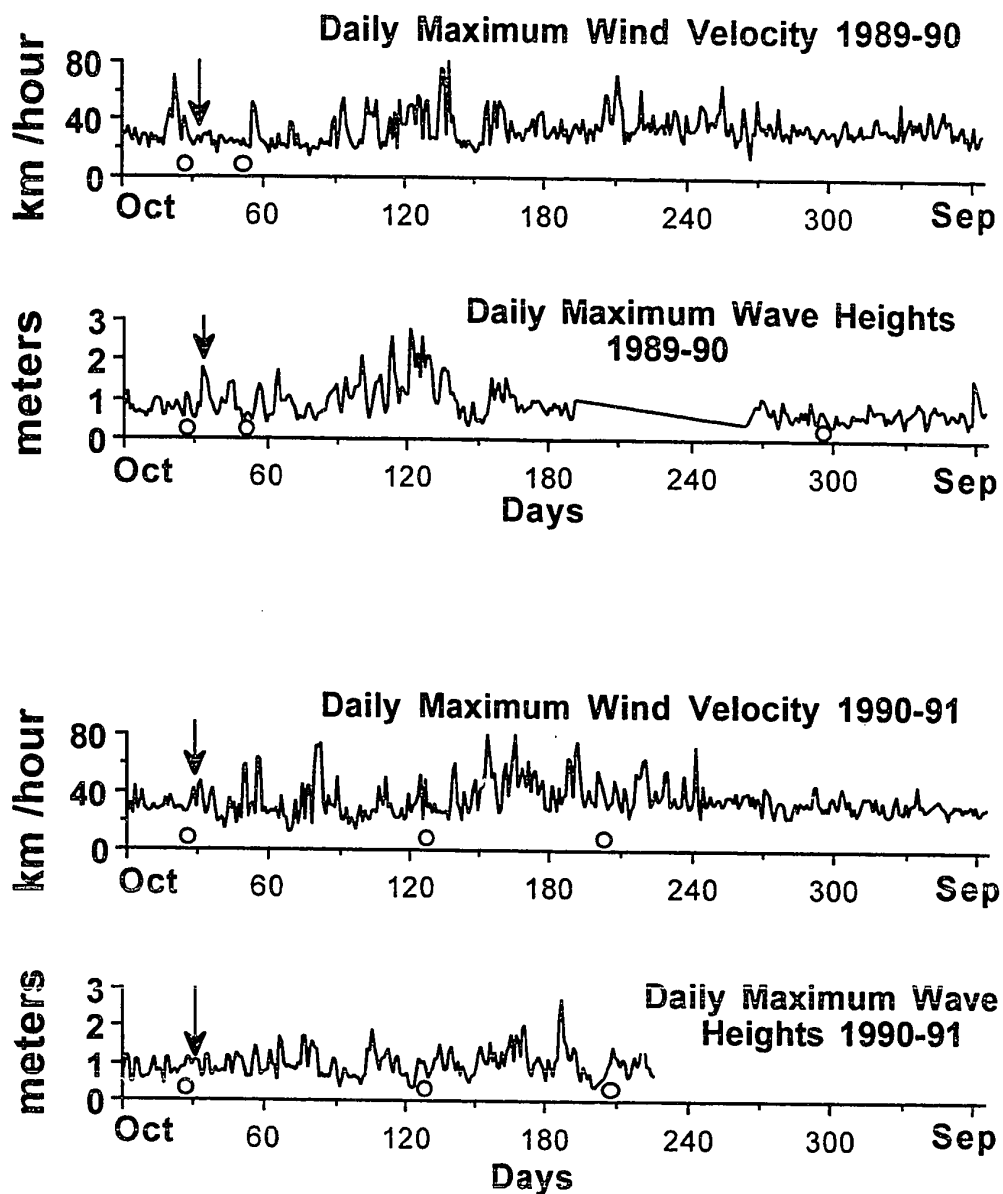 Daily Maximum Wind Velocity 1989-90
km /hour
80
40
0
Oct 60 120 180 240 300 Sep
Daily Maximum Wave Heights
1989-90
meters
3
2
1
0
Oct 60 120 180 240 300 Sep
Days
Daily Maximum Wind Velocity 1990-91
km /hour
80
40
0
Oct 60 120 180 240 300 Sep
Daily Maximum Wave
Heights 1990-91
meters
3
2
1
0
Oct 60 120 180 240 300 Sep
Days